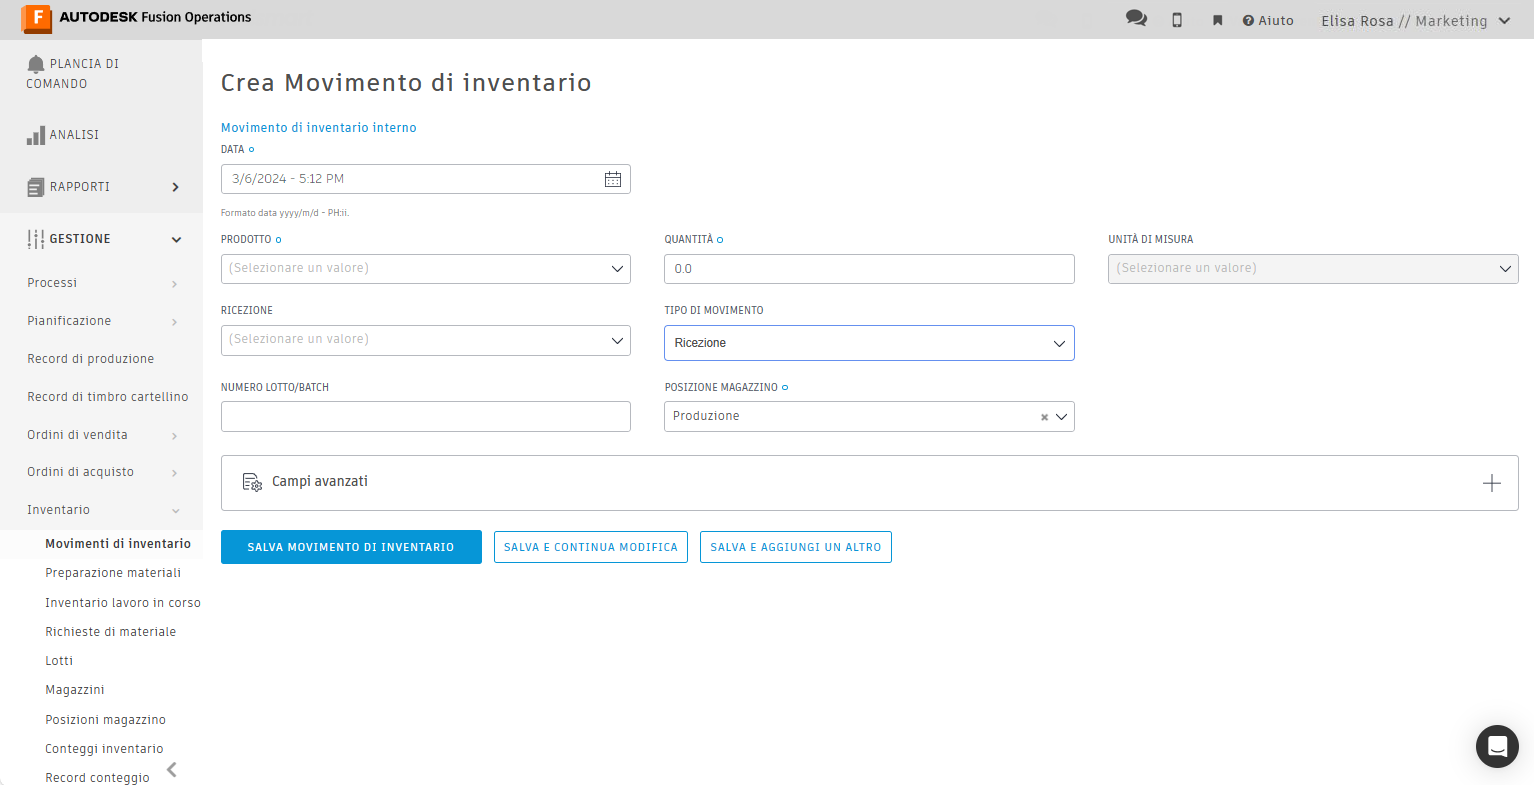 F AUTODESK Fusion Operations
Aiuto
Elisa Rosa // Marketing
PLANCIA DI
COMANDO
ANALISI
RAPPORTI
GESTIONE
Processi
Pianificazione
Record di produzione
Record di timbro cartellino
Ordini di vendita
Ordini di acquisto
Inventario
Movimenti di inventario
Preparazione materiali
Inventario lavoro in corso
Richieste di materiale
Lotti
Magazzini
Posizioni magazzino
Conteggi inventario
Record conteggio
Crea Movimento di inventario
Movimento di inventario interno
DATA
3/6/2024 - 5:12 PM
Formato data yyyy/m/d - PH:ii.
PRODOTTO
(Selezionare un valore)
QUANTITÀ
0.0
UNITÀ DI MISURA
(Selezionare un valore)
RICEZIONE
(Selezionare un valore)
TIPO DI MOVIMENTO
Ricezione
NUMERO LOTTO/BATCH
POSIZIONE MAGAZZINO
Produzione
Campi avanzati
SALVA MOVIMENTO DI INVENTARIO
SALVA E CONTINUA MODIFICA
SALVA E AGGIUNGI UN ALTRO